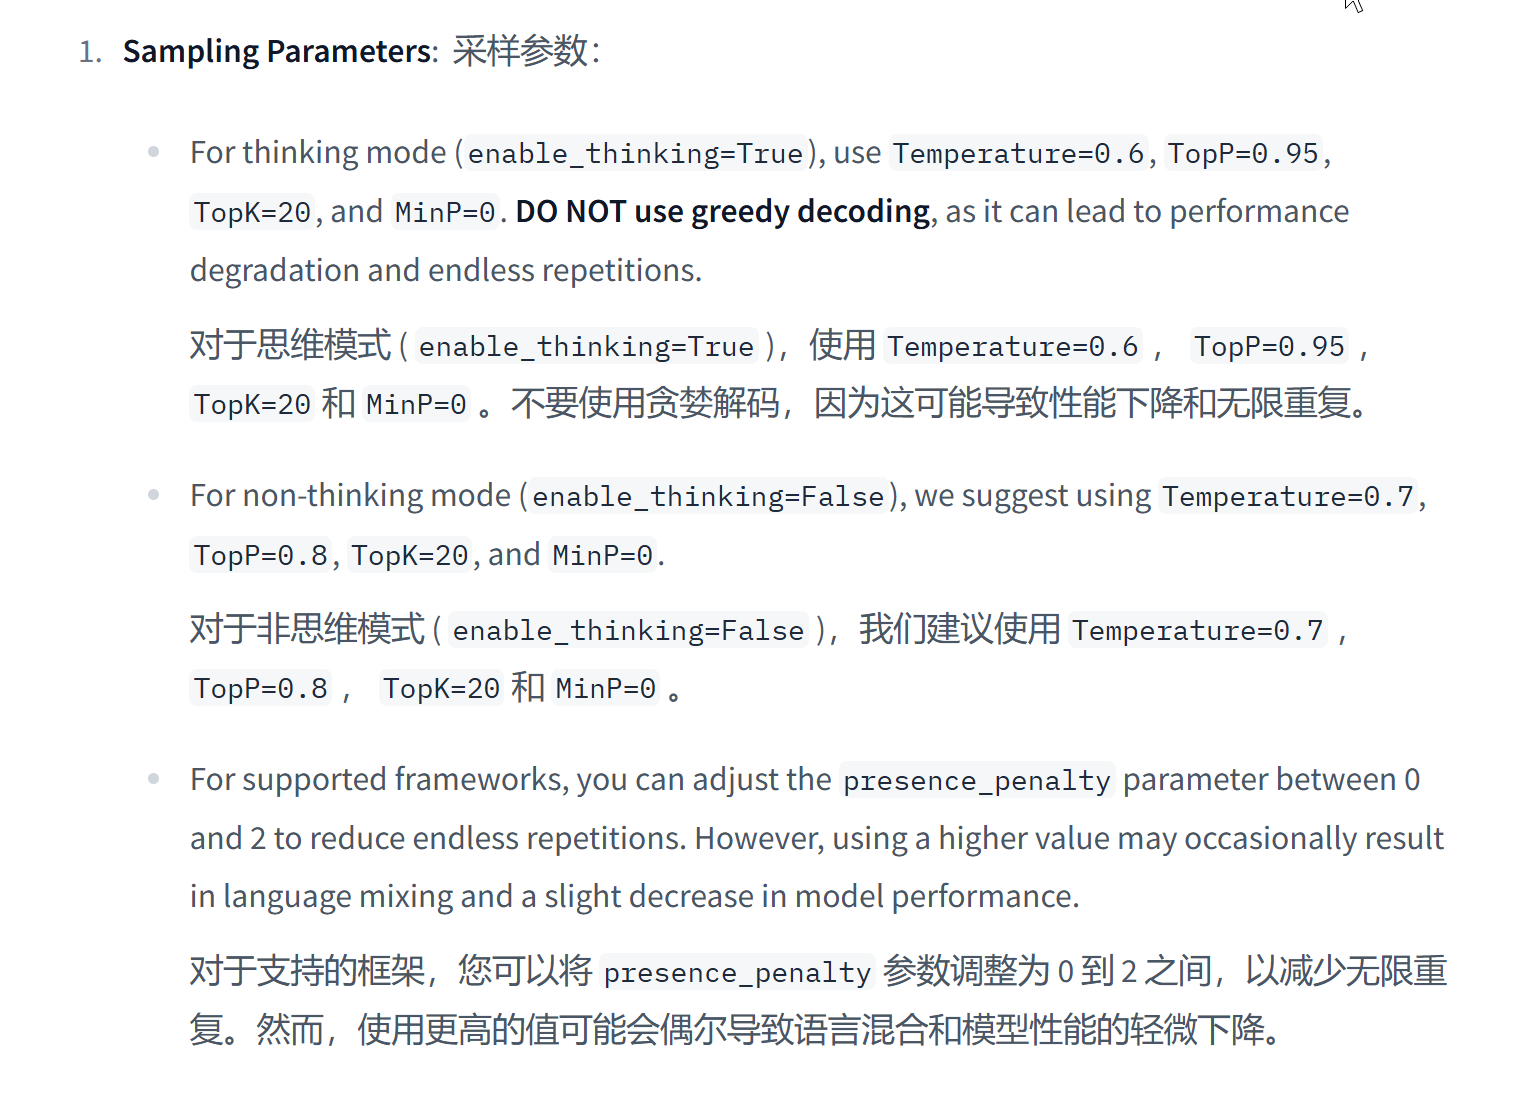 1. Sampling Parameters: 采样参数：
For thinking mode (enable_thinking=True), use Temperature=0.6, TopP=0.95,
TopK=20, and MinP=0. DO NOT use greedy decoding, as it can lead to performance
degradation and endless repetitions.
对于思维模式 ( enable_thinking=True )，使用 Temperature=0.6 ， TopP=0.95 ，
TopK=20 和 MinP=0 。不要使用贪婪解码，因为这可能导致性能下降和无限重复。
For non-thinking mode (enable_thinking=False), we suggest using Temperature=0.7,
TopP=0.8, TopK=20, and MinP=0.
对于非思维模式 ( enable_thinking=False )，我们建议使用 Temperature=0.7 ，
TopP=0.8 ， TopK=20 和 MinP=0 。
For supported frameworks, you can adjust the presence_penalty parameter between 0
and 2 to reduce endless repetitions. However, using a higher value may occasionally result
in language mixing and a slight decrease in model performance.
对于支持的框架，您可以将 presence_penalty 参数调整为 0 到 2 之间，以减少无限重
复。然而，使用更高的值可能会偶尔导致语言混合和模型性能的轻微下降。